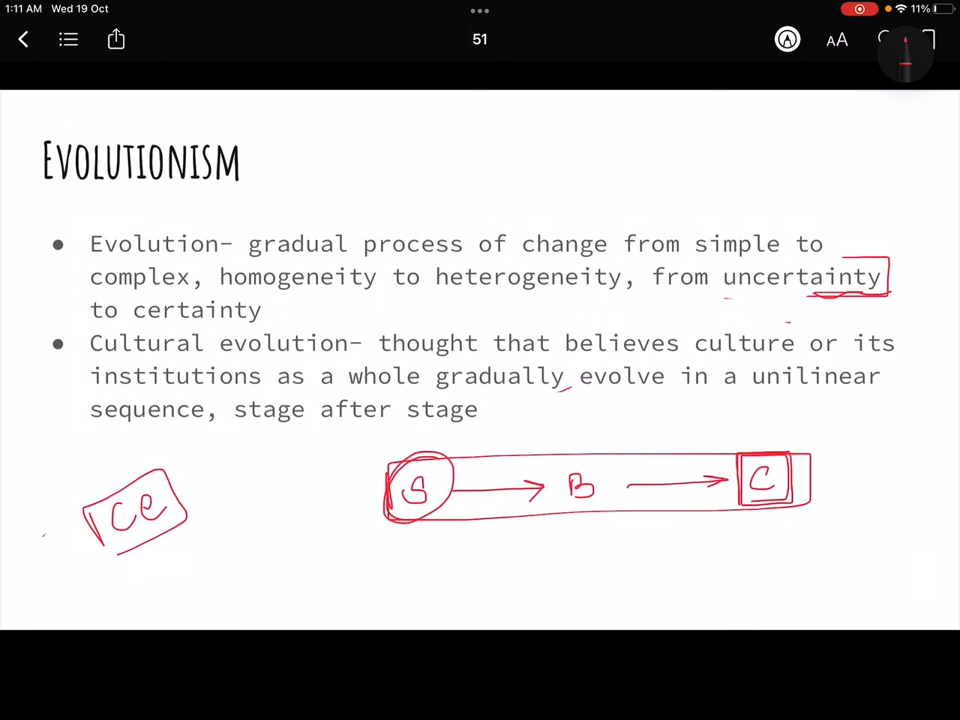 1:11 AM Wed 19 Oct
11%
51
AA
EVOLUTIONISM
● Evolution- gradual process of change from simple to
complex, homogeneity to heterogeneity, from uncertainty
to certainty
● Cultural evolution- thought that believes culture or its
institutions as a whole gradually evolve in a unilinear
sequence, stage after stage
S → B → C
Ce